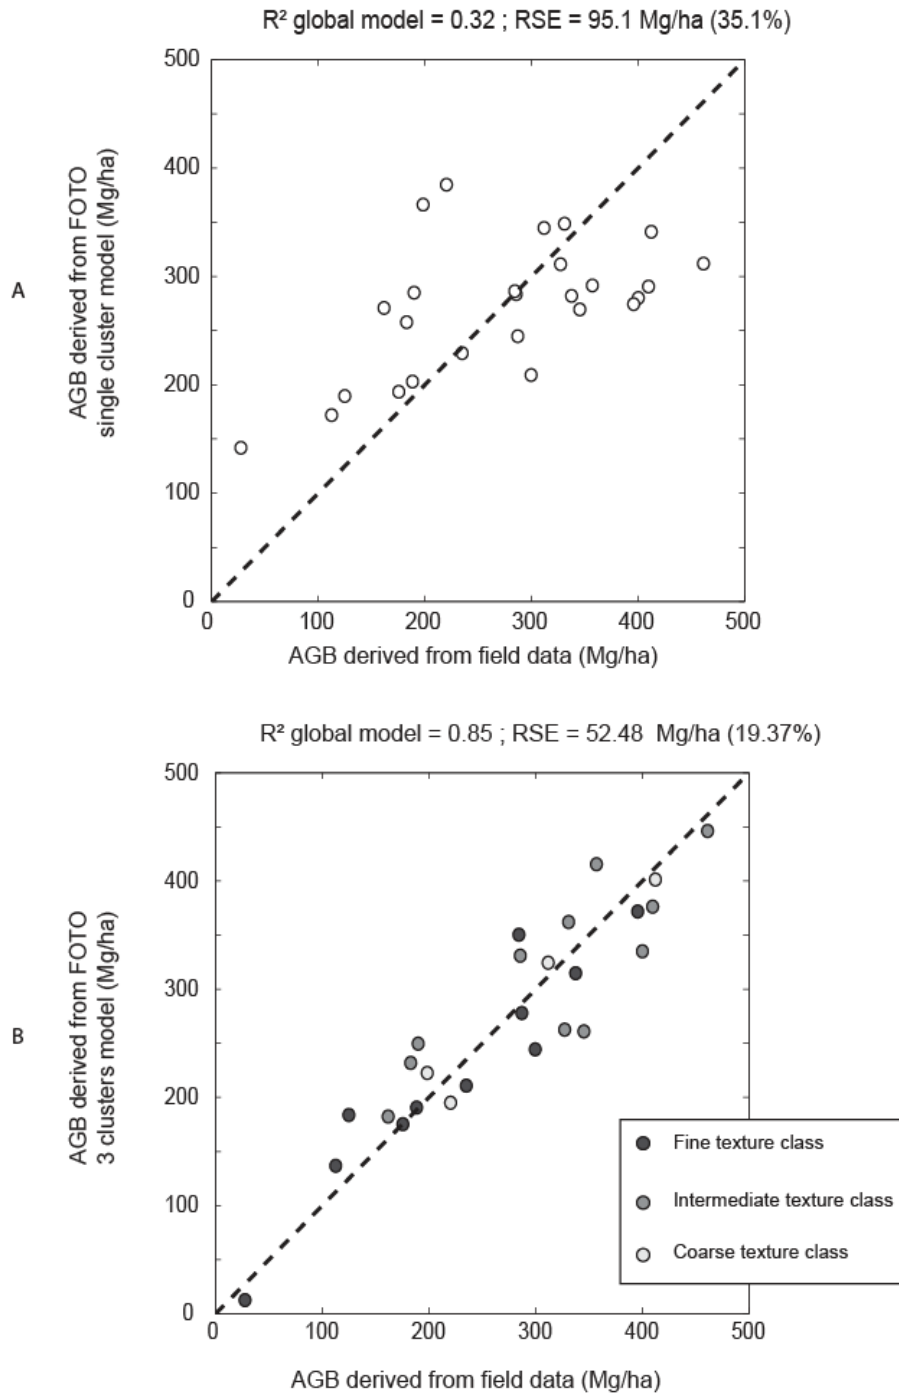 R² global model = 0.32 ; RSE = 95.1 Mg/ha (35.1%)
500
400
300
200
100
0
AGB derived from FOTO
single cluster model (Mg/ha)
A
0 100 200 300 400 500
AGB derived from field data (Mg/ha)
R² global model = 0.85 ; RSE = 52.48 Mg/ha (19.37%)
500
400
300
200
100
0
AGB derived from FOTO
3 clusters model (Mg/ha)
B
Fine texture class
Intermediate texture class
Coarse texture class
0 100 200 300 400 500
AGB derived from field data (Mg/ha)